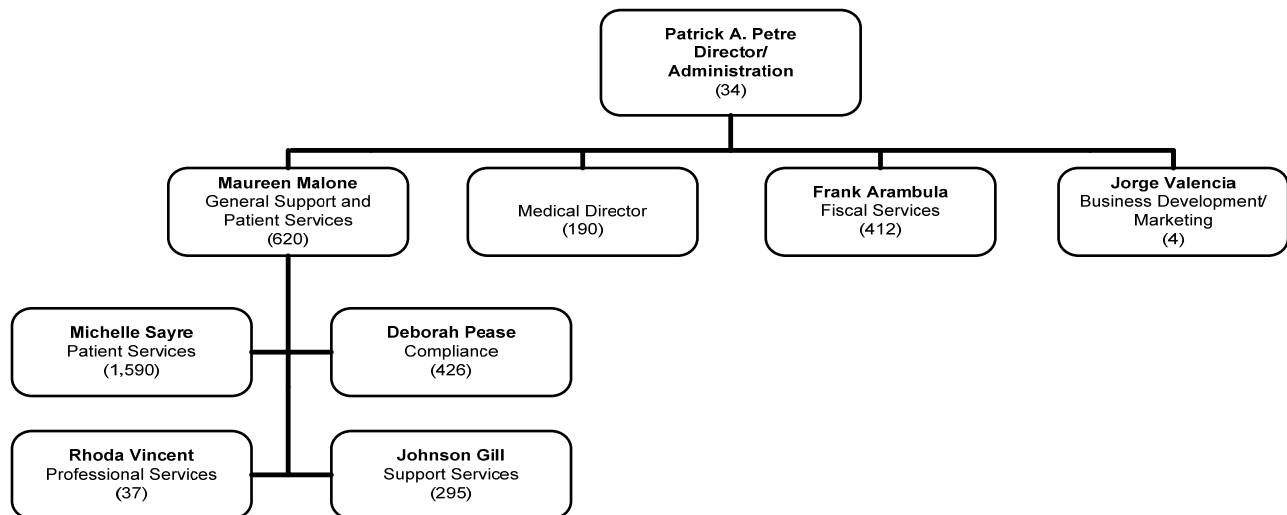 Patrick A. Petre
Director/
Administration
(34)
Maureen Malone
General Support and
Patient Services
(620)
Medical Director
(190)
Frank Arambula
Fiscal Services
(412)
Jorge Valencia
Business Development/
Marketing
(4)
Michelle Sayre
Patient Services
(1,590)
Deborah Pease
Compliance
(426)
Rhoda Vincent
Professional Services
(37)
Johnson Gill
Support Services
(295)